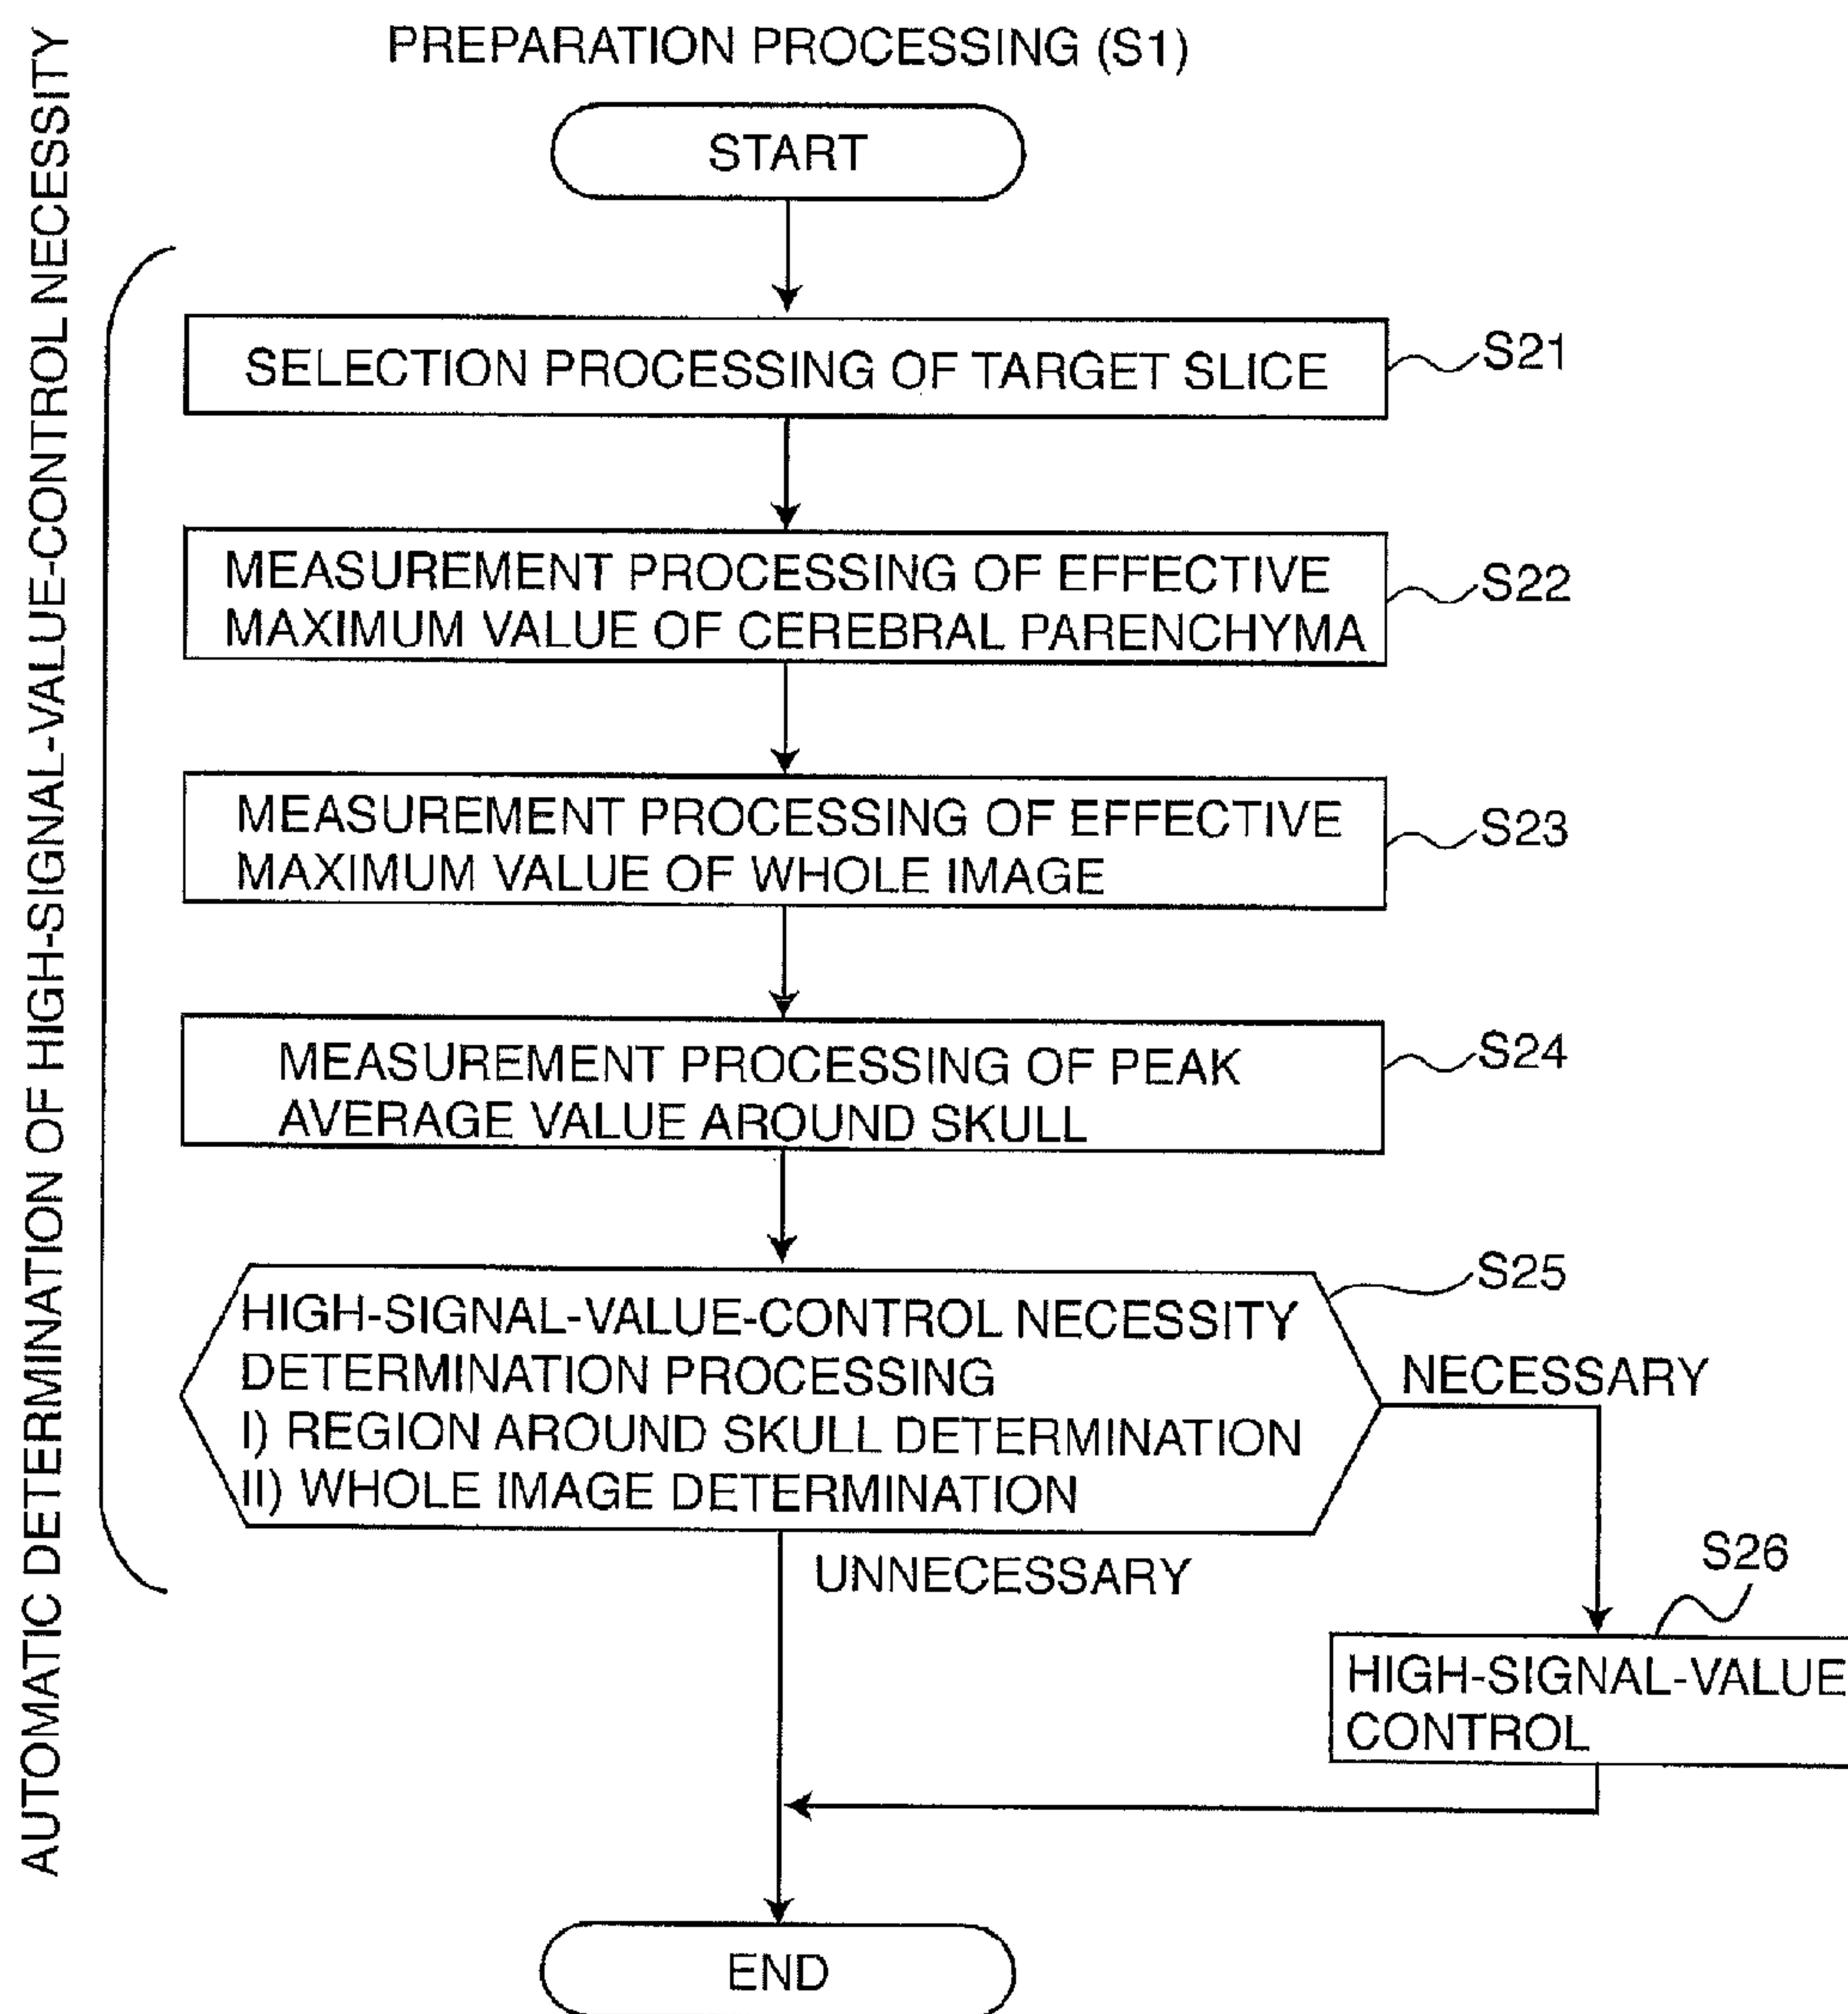 PREPARATION PROCESSING (S1)
AUTOMATIC DETERMINATION OF HIGH-SIGNAL-VALUE-CONTROL NECESSITY
START
SELECTION PROCESSING OF TARGET SLICE
S21
MEASUREMENT PROCESSING OF EFFECTIVE
MAXIMUM VALUE OF CEREBRAL PARENCHYMA
S22
MEASUREMENT PROCESSING OF EFFECTIVE
MAXIMUM VALUE OF WHOLE IMAGE
S23
MEASUREMENT PROCESSING OF PEAK
AVERAGE VALUE AROUND SKULL
S24
HIGH-SIGNAL-VALUE-CONTROL NECESSITY
DETERMINATION PROCESSING
I) REGION AROUND SKULL DETERMINATION
II) WHOLE IMAGE DETERMINATION
S25
NECESSARY
UNNECESSARY
S26
HIGH-SIGNAL-VALUE
CONTROL
END